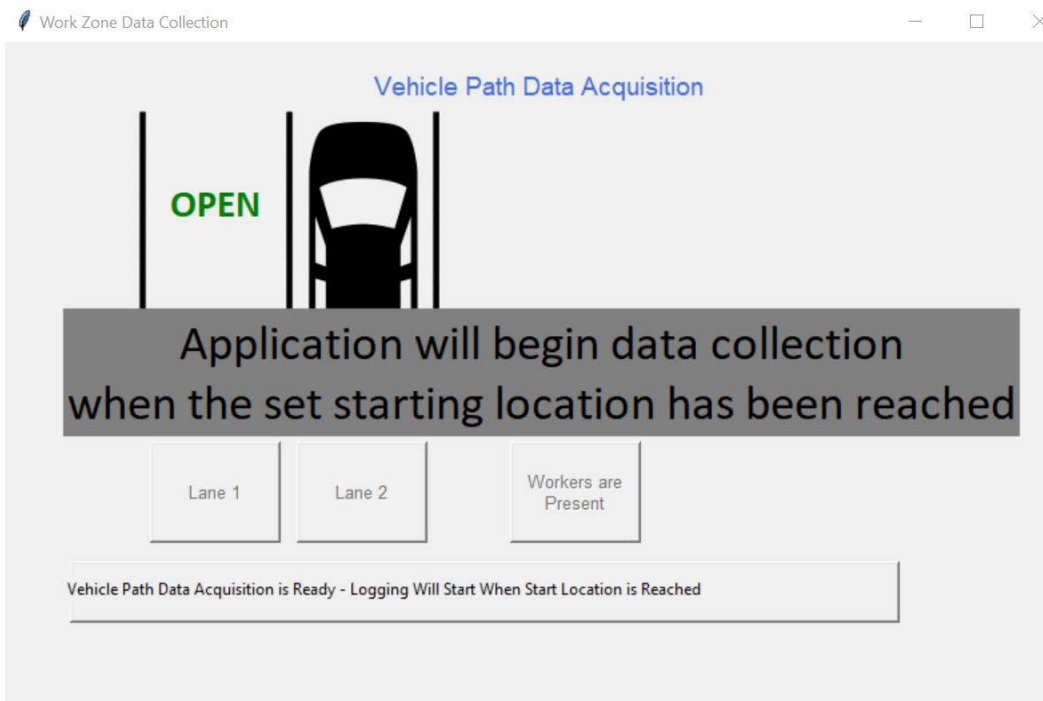 Work Zone Data Collection
Vehicle Path Data Acquisition
OPEN
Application will begin data collection
when the set starting location has been reached
Lane 1
Lane 2
Workers are
Present
Vehicle Path Data Acquisition is Ready - Logging Will Start When Start Location is Reached